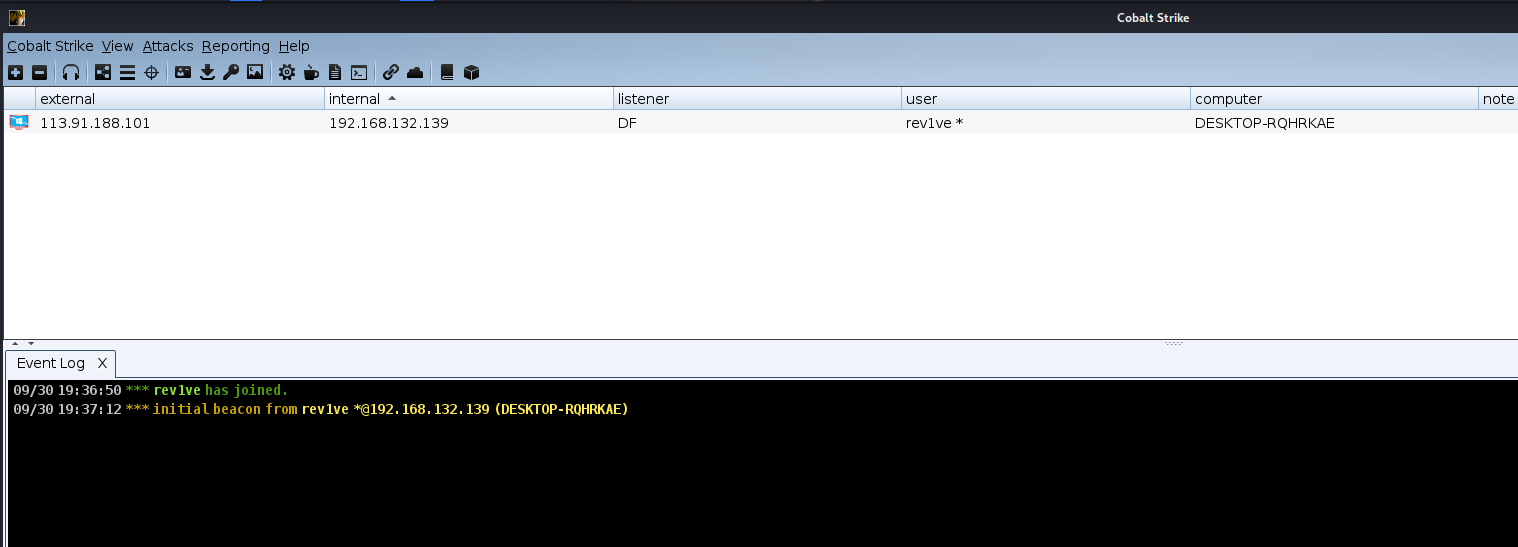 Cobalt Strike
Cobalt Strike View Attacks Reporting Help
external internal listener user computer note
113.91.188.101 192.168.132.139 DF rev1ve * DESKTOP-RQHRKAE
Event Log X
09/30 19:36:50 *** rev1ve has joined.
09/30 19:37:12 *** initial beacon from rev1ve *@192.168.132.139 (DESKTOP-RQHRKAE)